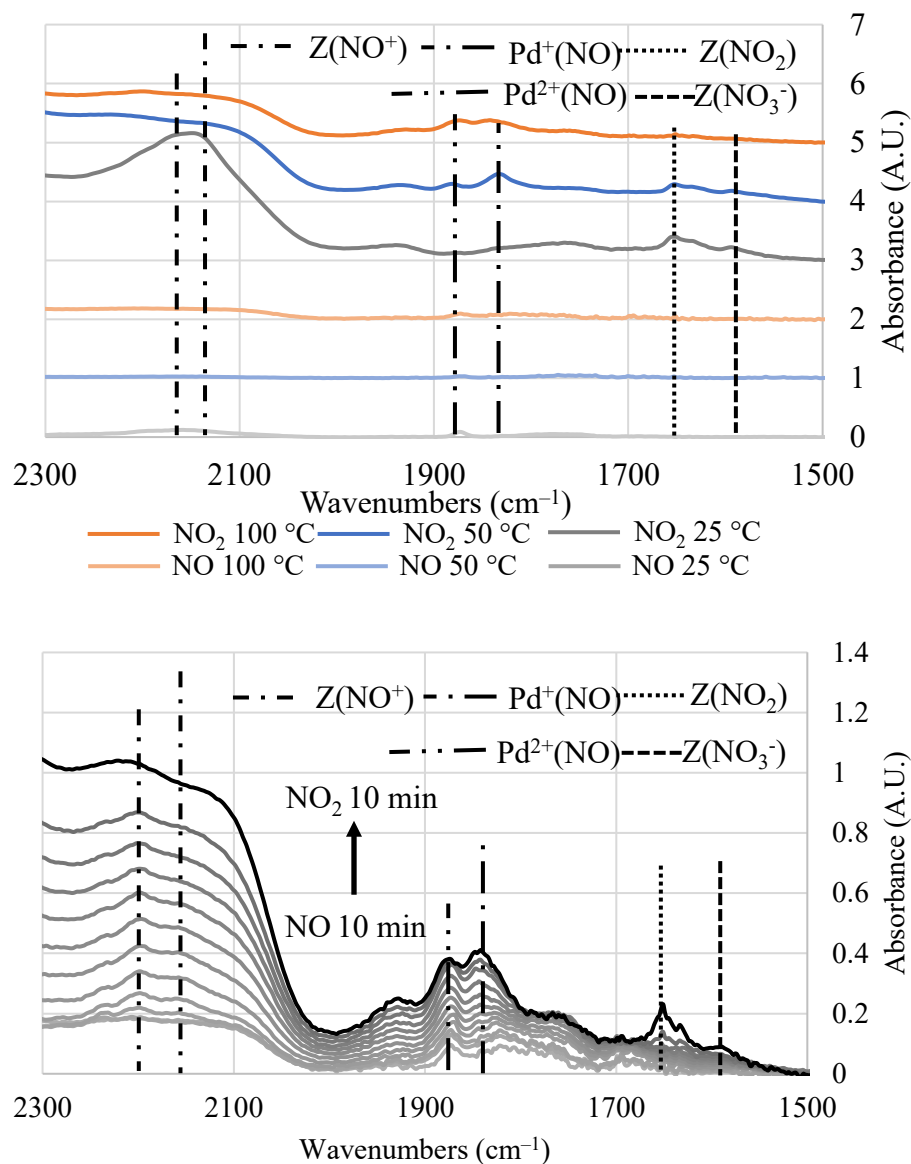 7
Z(NO⁺) Pd⁺(NO) Z(NO₂)
6
Pd²⁺(NO) Z(NO₃⁻)
5
4
3
2
1
0
Absorbance (A.U.)
2300 2100 1900 1700 1500
Wavenumbers (cm⁻¹)
NO₂ 100 °C NO₂ 50 °C NO₂ 25 °C
NO 100 °C NO 50 °C NO 25 °C
1.4
Z(NO⁺) Pd⁺(NO) Z(NO₂)
1.2
Pd²⁺(NO) Z(NO₃⁻)
1
NO₂ 10 min
0.8
0.6
NO 10 min
0.4
0.2
0
Absorbance (A.U.)
2300 2100 1900 1700 1500
Wavenumbers (cm⁻¹)